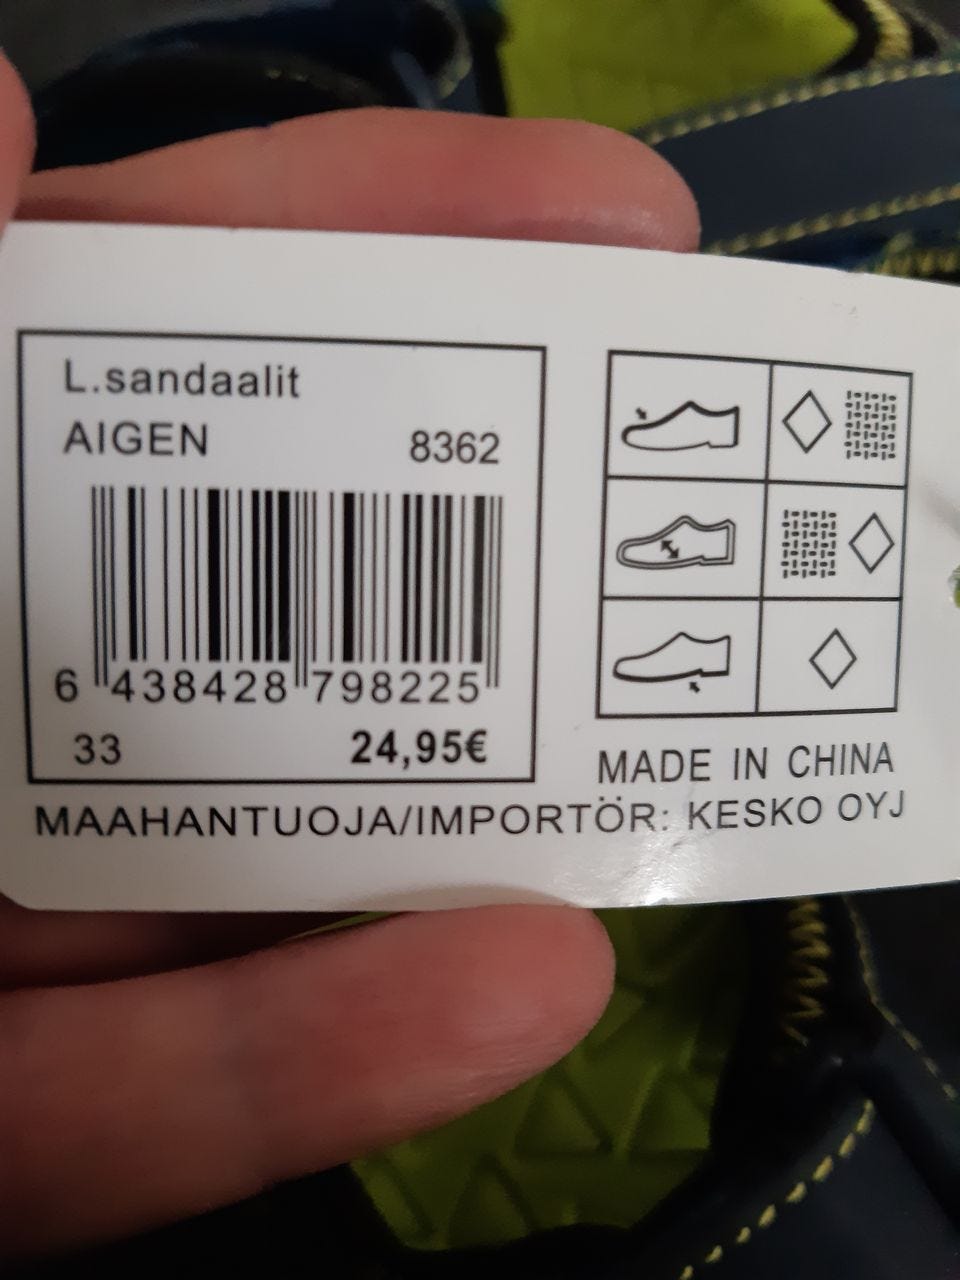 L.sandaalit
AIGEN 8362
6 438428 798225
33 24,95€
MADE IN CHINA
MAAHANTUOJA/IMPORTÖR: KESKO OYJ